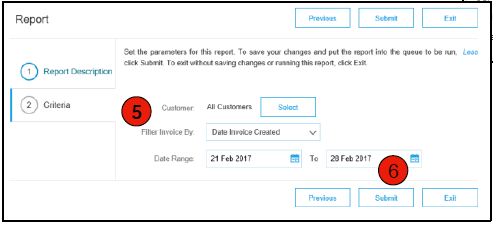 Report
Previous
Submit
Exit
Set the parameters for this report. To save your changes and put the report into the queue to be run,
click Submit. To exit without saving changes or running this report, click Exit.
1 Report Description
2 Criteria
5
Customer: All Customers Select
Filter Invoice By: Date Invoice Created
Date Range: 21 Feb 2017 To 28 Feb 2017
6
Previous
Submit
Exit